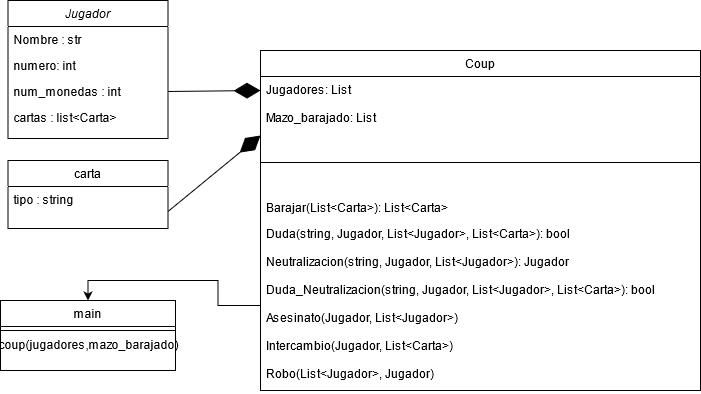 Jugador
Nombre : str
numero: int
num_monedas : int
cartas : list<Carta>
carta
tipo : string
Coup
Jugadores: List
Mazo_barajado: List
Barajar(List<Carta>): List<Carta>
Duda(string, Jugador, List<Jugador>, List<Carta>): bool
Neutralizacion(string, Jugador, List<Jugador>): Jugador
Duda_Neutralizacion(string, Jugador, List<Jugador>, List<Carta>): bool
Asesinato(Jugador, List<Jugador>)
Intercambio(Jugador, List<Carta>)
Robo(List<Jugador>, Jugador)
main
coup(jugadores,mazo_barajado)